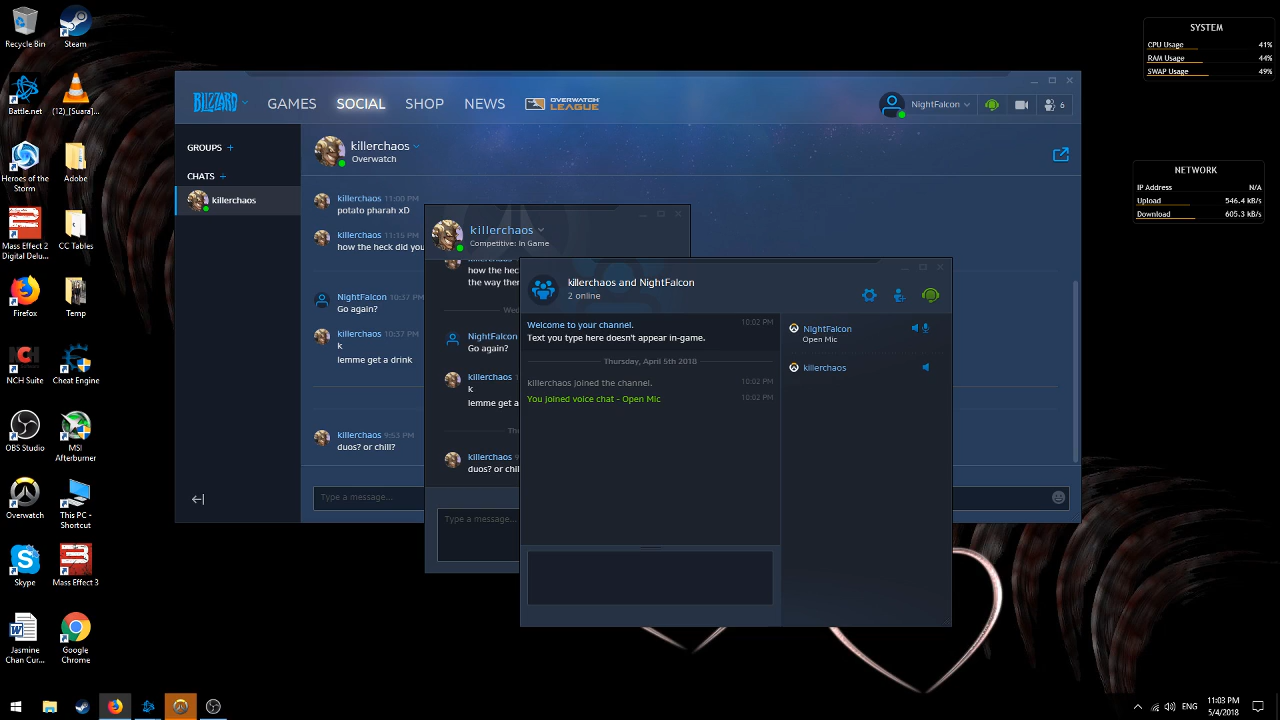 Recycle Bin
Steam
Battle.net
(12)_[Suara]...
Heroes of the
Storm
Adobe
Mass Effect 2
Digital Delu...
CC Tables
Firefox
Temp
NCH Suite
Cheat Engine
OBS Studio
MSI
Afterburner
Overwatch
This PC -
Shortcut
Skype
Mass Effect 3
Jasmine
Chan Cur...
Google
Chrome
SYSTEM
CPU Usage 41%
RAM Usage 44%
SWAP Usage 49%
NETWORK
IP Address N/A
Upload 546.4 kB/s
Download 605.3 kB/s
BLIZZARD GAMES SOCIAL SHOP NEWS OVERWATCH LEAGUE
NightFalcon 6
GROUPS +
CHATS +
killerchaos
killerchaos
Overwatch
killerchaos 11:00 PM
potato pharah xD
killerchaos 11:15 PM
how the heck did you
NightFalcon 10:37 PM
Go again?
killerchaos 10:37 PM
k
lemme get a drink
killerchaos 9:53 PM
duos? or chill?
Type a message...
killerchaos
Competitive: In Game
how the hec
the way ther
Wed
NightFalcon
Go again?
killerchaos 1
k
lemme get a
Thu
killerchaos 9
duos? or chil
Type a message...
killerchaos and NightFalcon
2 online
Welcome to your channel. 10:02 PM
Text you type here doesn't appear in-game.
Thursday, April 5th 2018
killerchaos joined the channel. 10:02 PM
You joined voice chat - Open Mic 10:02 PM
NightFalcon
Open Mic
killerchaos
ENG
11:03 PM
5/4/2018